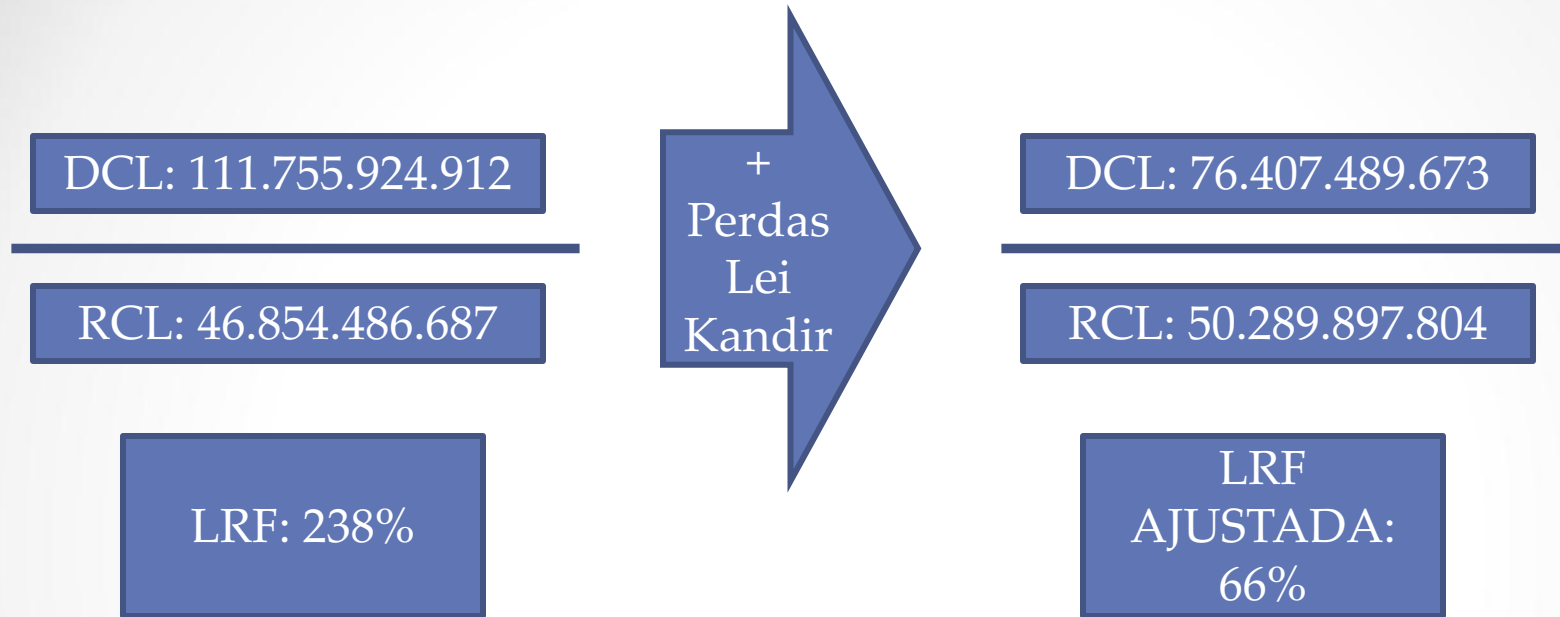 DCL: 111.755.924.912
RCL: 46.854.486.687
LRF: 238%
+
Perdas
Lei
Kandir
DCL: 76.407.489.673
RCL: 50.289.897.804
LRF
AJUSTADA:
66%